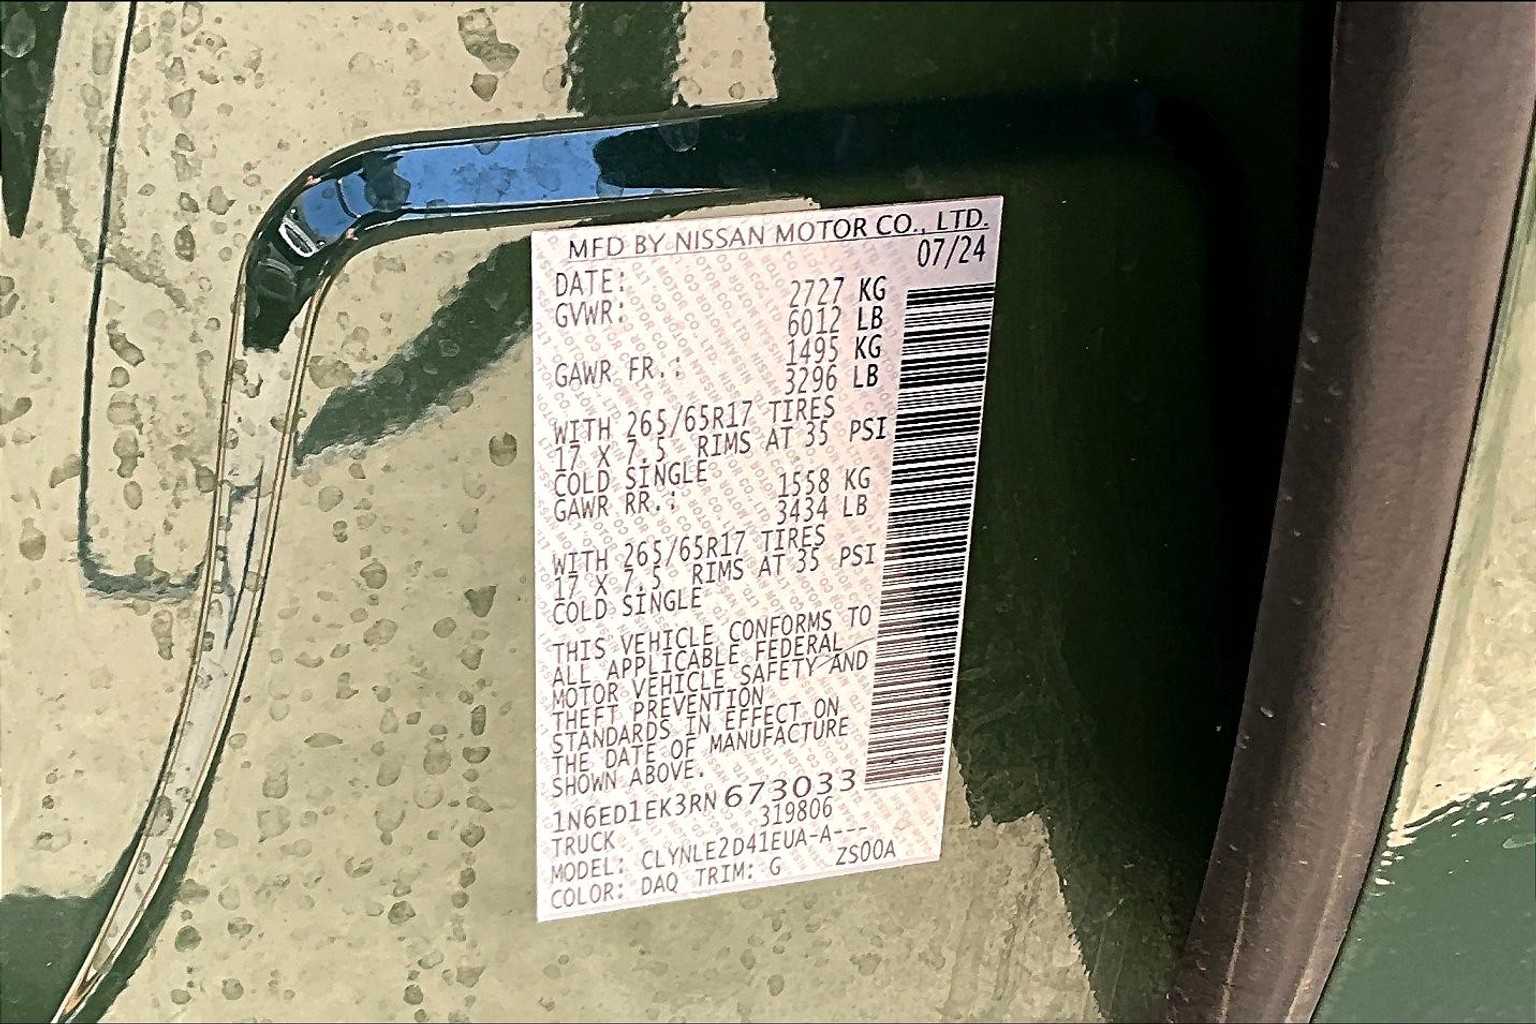 MFD BY NISSAN MOTOR CO., LTD.
DATE: 07/24
GVWR: 2727 KG
6012 LB
GAWR FR.: 1495 KG
3296 LB
WITH 265/65R17 TIRES
17 X 7.5 RIMS AT 35 PSI
COLD SINGLE
GAWR RR.: 1558 KG
3434 LB
WITH 265/65R17 TIRES
17 X 7.5 RIMS AT 35 PSI
COLD SINGLE
THIS VEHICLE CONFORMS TO
ALL APPLICABLE FEDERAL
MOTOR VEHICLE SAFETY AND
THEFT PREVENTION
STANDARDS IN EFFECT ON
THE DATE OF MANUFACTURE
SHOWN ABOVE.
1N6ED1EK3RN673033
TRUCK 319806
MODEL: CLYNLE2D41EUA-A---
COLOR: DAQ TRIM: G ZS00A